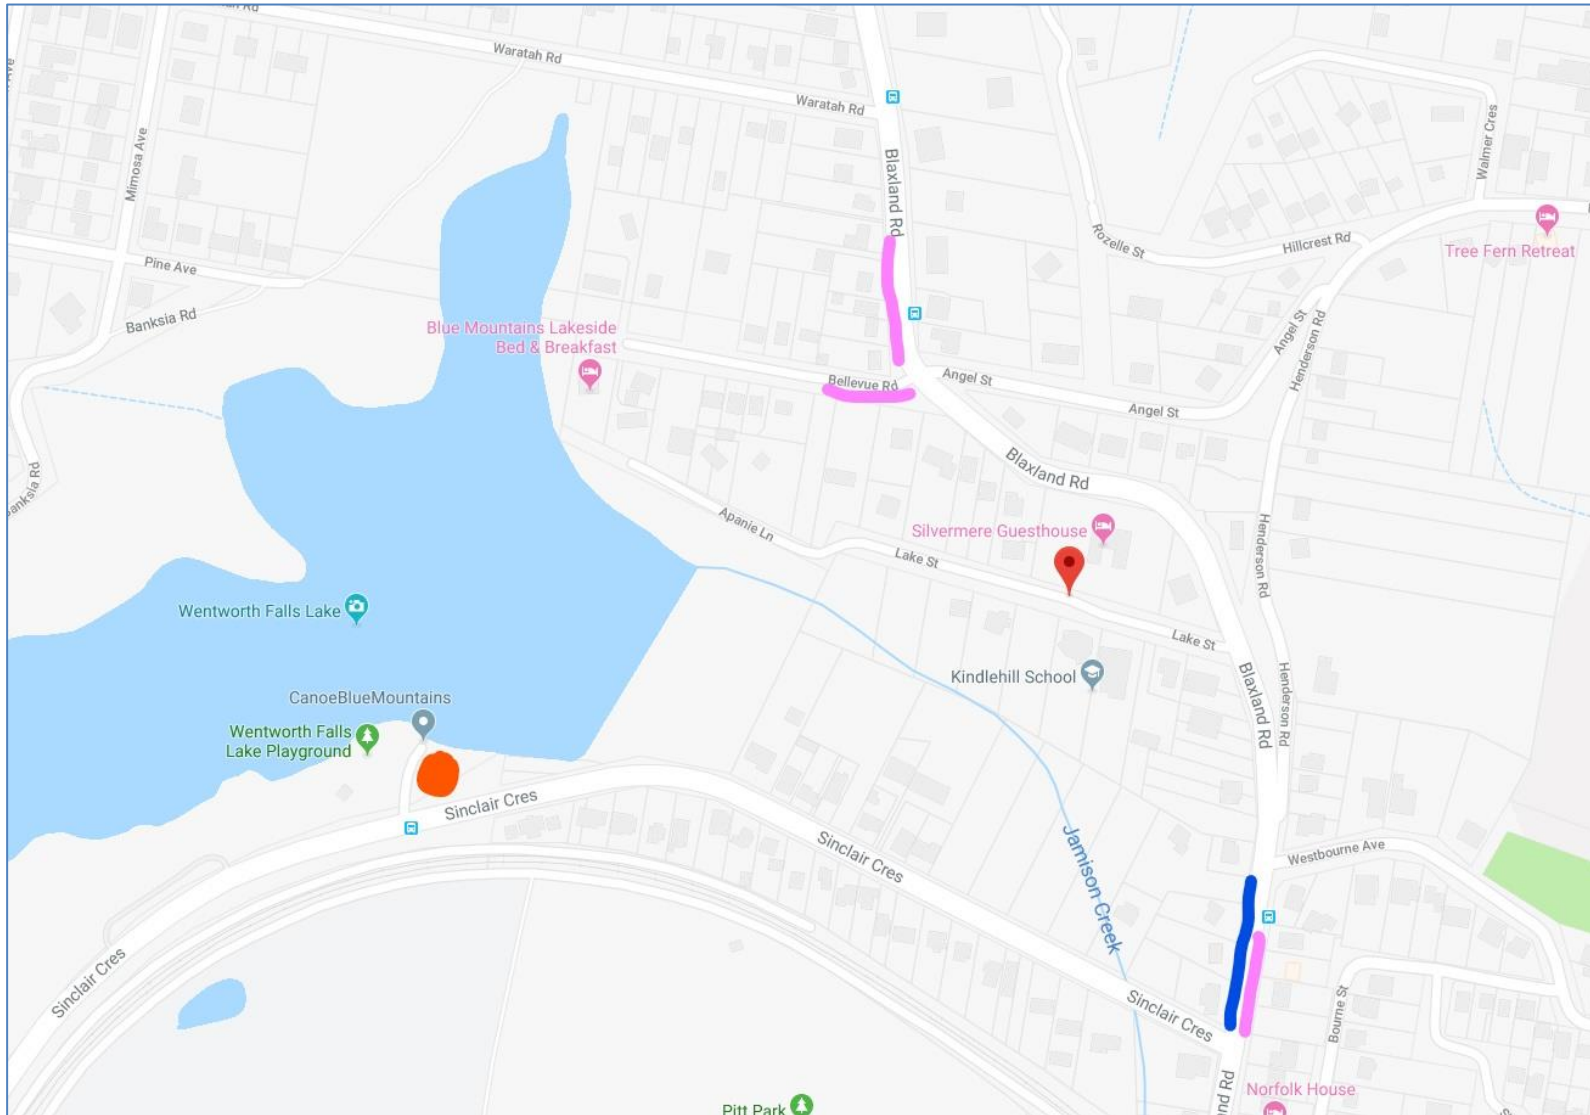 Waratah Rd
Waratah Rd
Mimosa Ave
Blaxland Rd
Walmer Cres
Rozelle St
Hillcrest Rd
Tree Fern Retreat
Pine Ave
Banksia Rd
Blue Mountains Lakeside
Bed & Breakfast
Angel St
Henderson Rd
Bellevue Rd
Angel St
Angel St
Blaxland Rd
Banksia Rd
Apanie Ln
Silvermere Guesthouse
Lake St
Henderson Rd
Wentworth Falls Lake
Lake St
Kindlehill School
CanoeBlueMountains
Henderson Rd
Blaxland Rd
Wentworth Falls
Lake Playground
Sinclair Cres
Sinclair Cres
Jamison Creek
Westbourne Ave
Sinclair Cres
Sinclair Cres
Bourne St
Norfolk House
Pitt Park